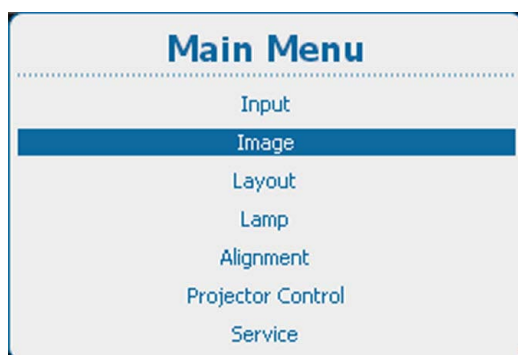 Main Menu
Input
Image
Layout
Lamp
Alignment
Projector Control
Service